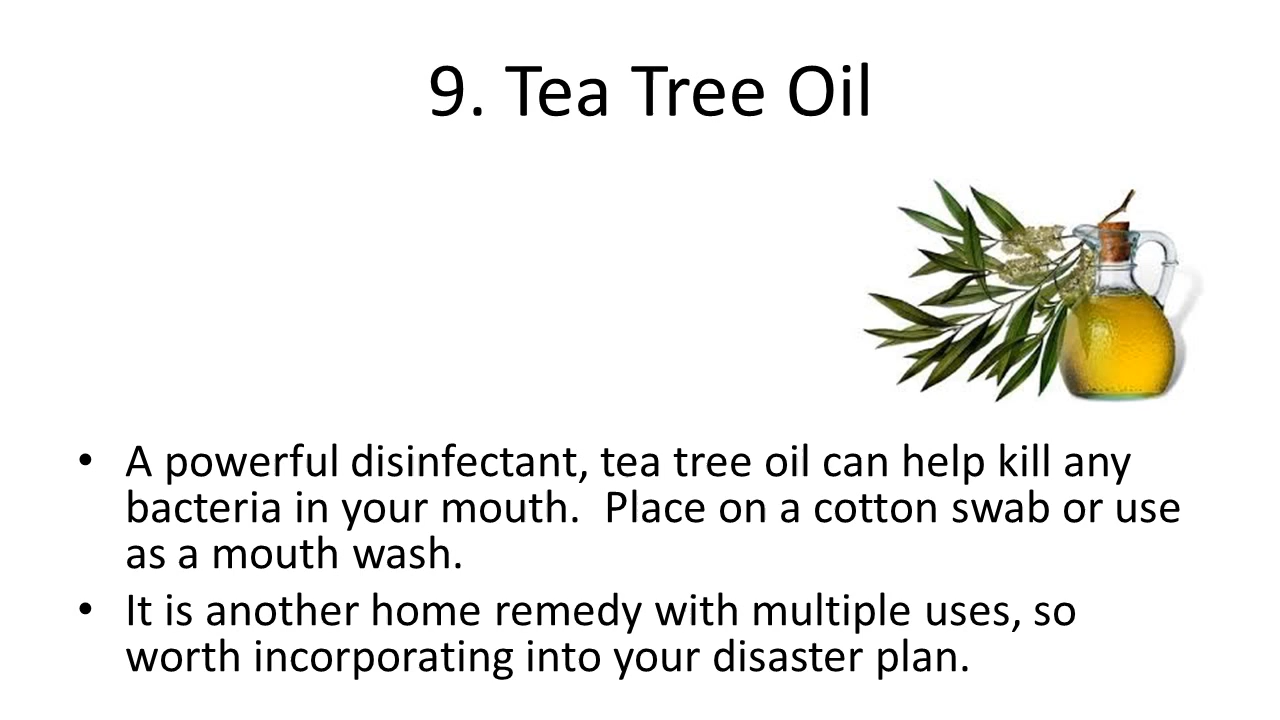 9. Tea Tree Oil
• A powerful disinfectant, tea tree oil can help kill any
bacteria in your mouth.  Place on a cotton swab or use
as a mouth wash.
• It is another home remedy with multiple uses, so
worth incorporating into your disaster plan.